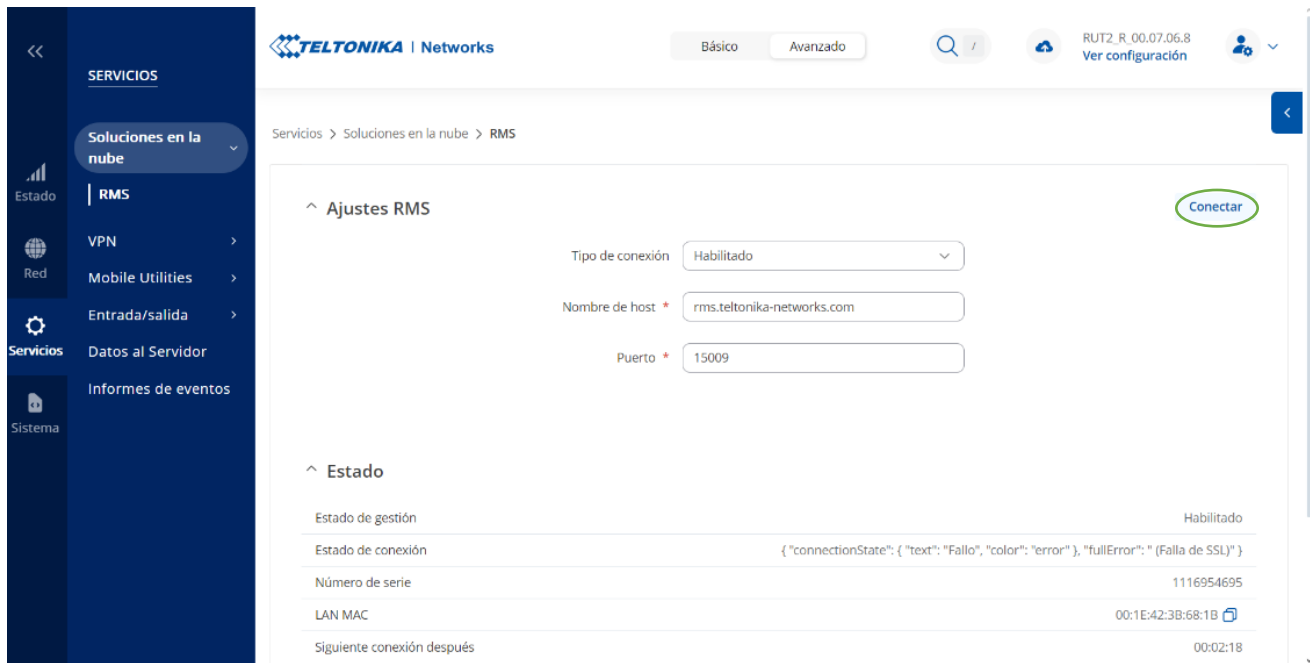 TELTONIKA | Networks
Básico
Avanzado
/
RUT2_R_00.07.06.8
Ver configuración
SERVICIOS
Soluciones en la
nube
RMS
VPN
Mobile Utilities
Entrada/salida
Datos al Servidor
Informes de eventos
Estado
Red
Servicios
Sistema
Servicios > Soluciones en la nube > RMS
Ajustes RMS
Conectar
Tipo de conexión Habilitado
Nombre de host * rms.teltonika-networks.com
Puerto * 15009
Estado
Estado de gestión Habilitado
Estado de conexión { "connectionState": { "text": "Fallo", "color": "error" }, "fullError": " (Falla de SSL)" }
Número de serie 1116954695
LAN MAC 00:1E:42:3B:68:1B
Siguiente conexión después 00:02:18